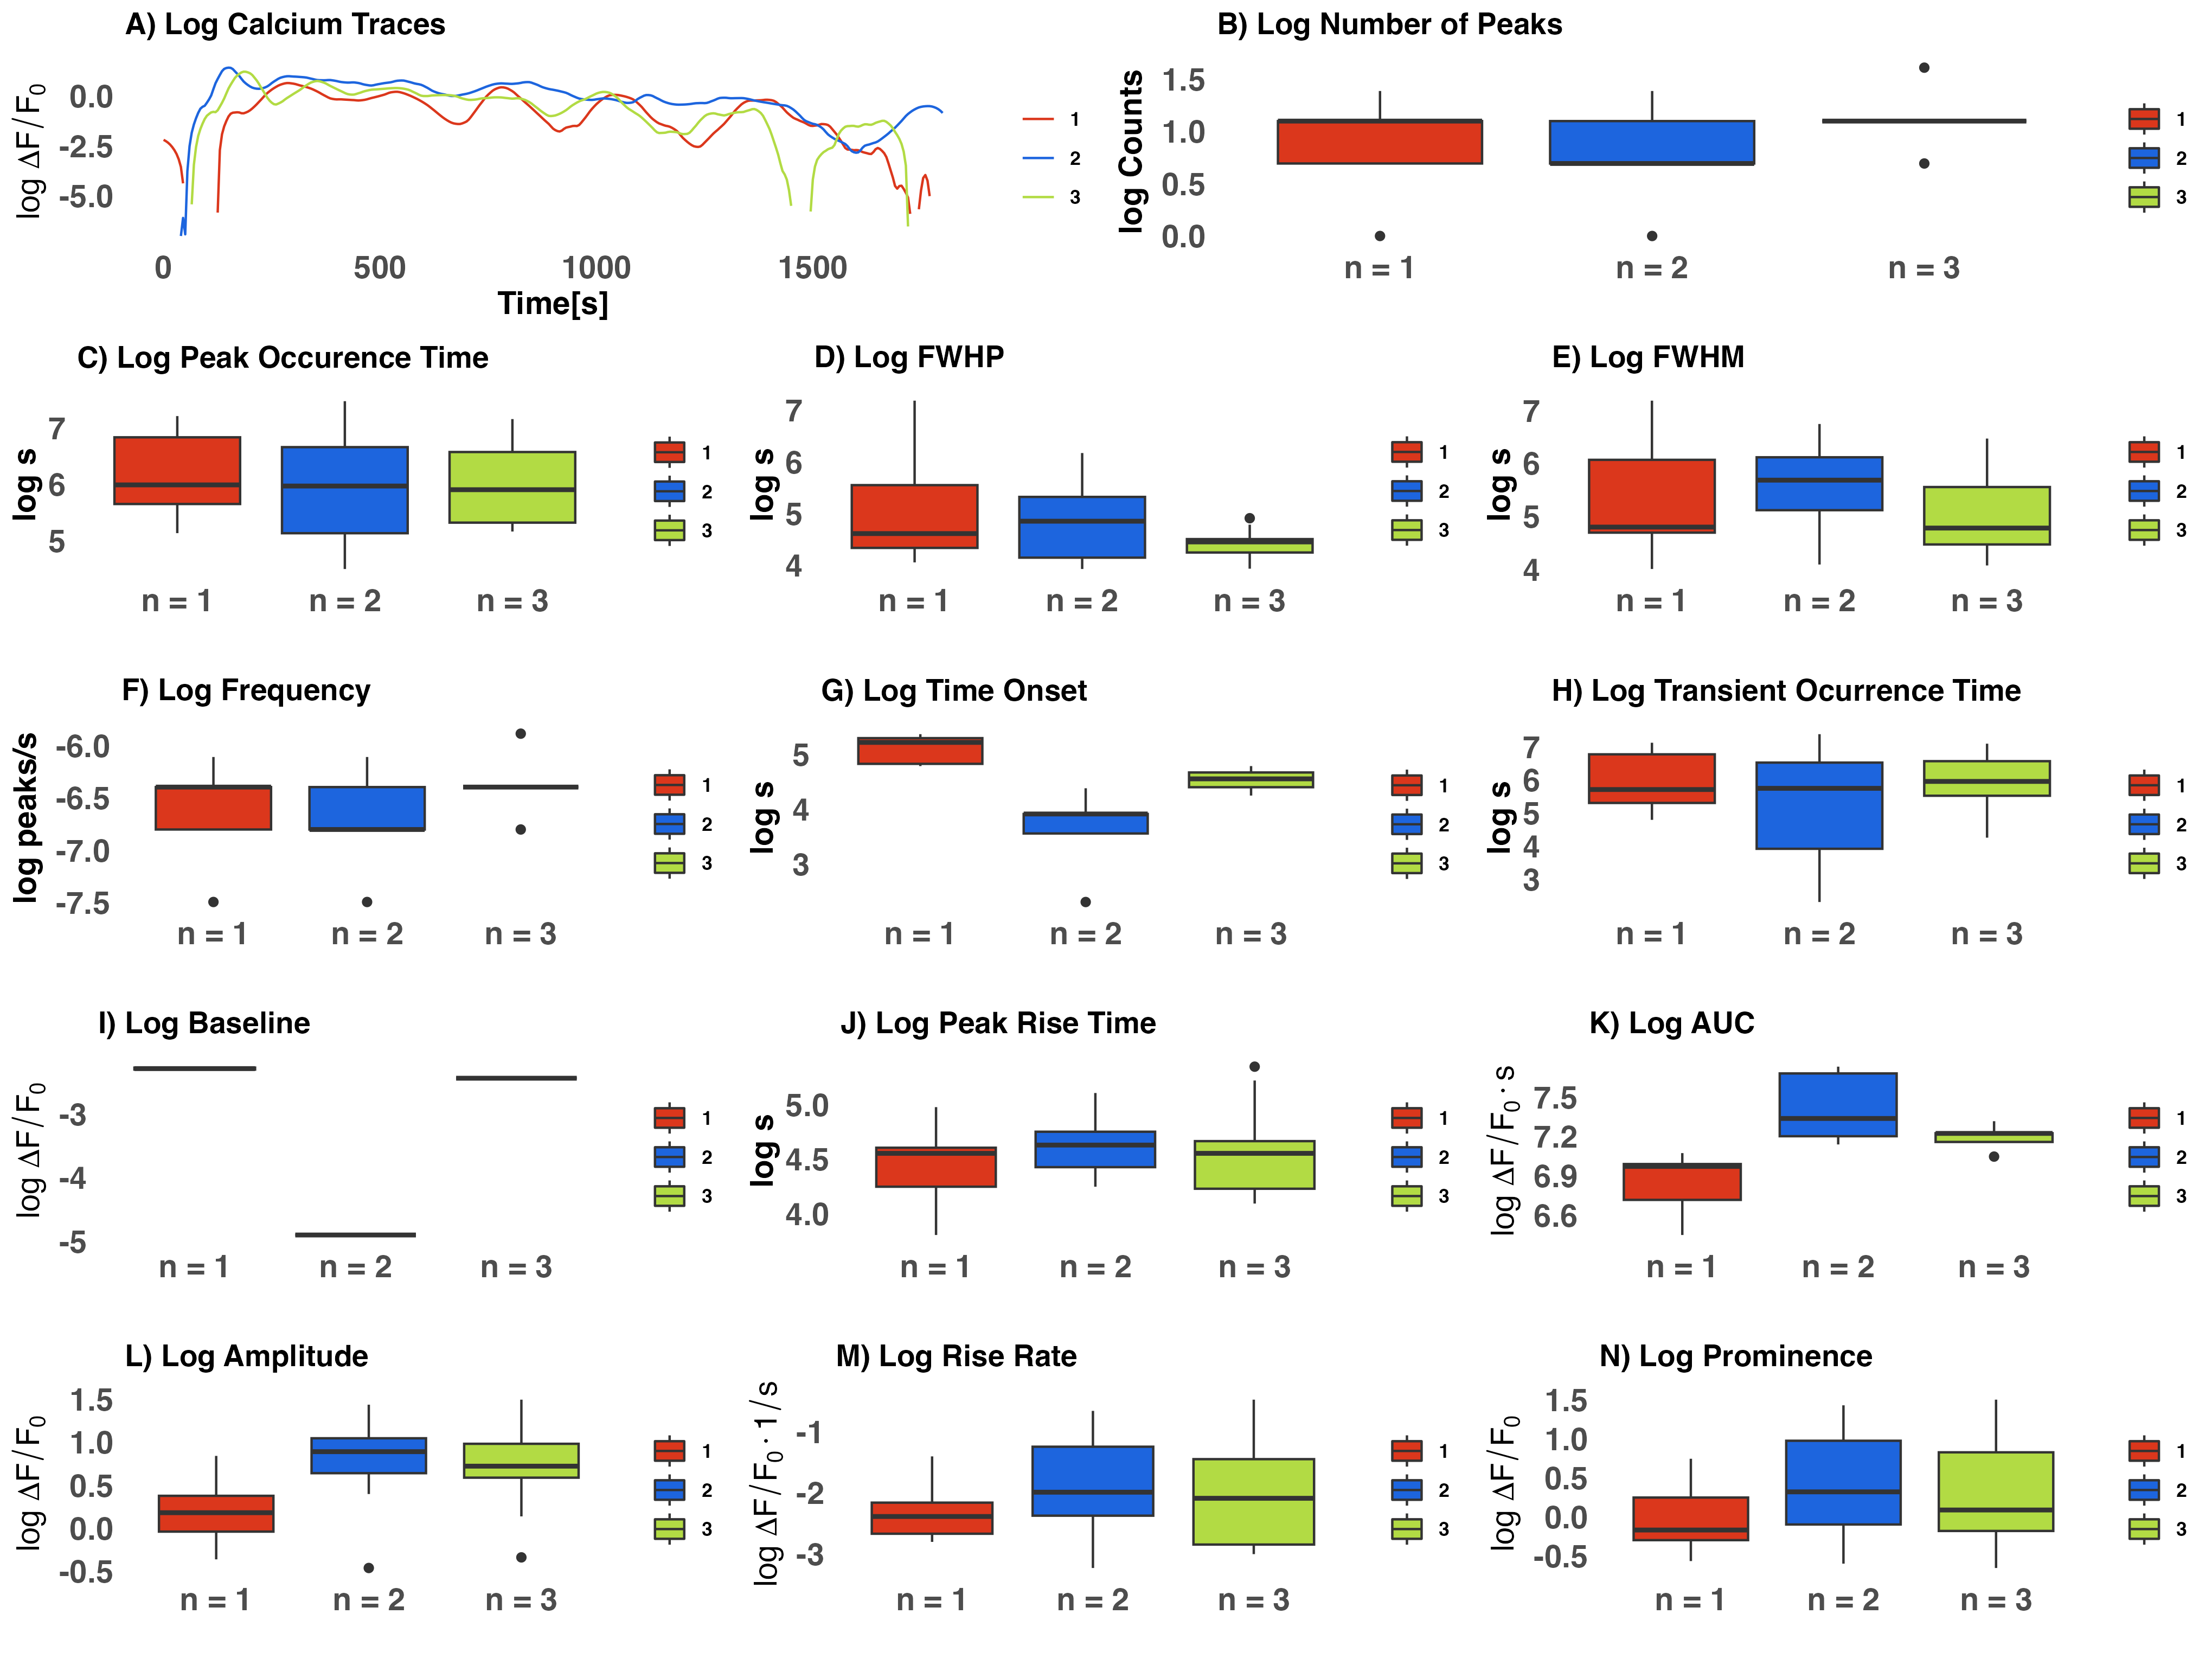 A) Log Calcium Traces
log ΔF/F₀
0.0
-2.5
-5.0
0 500 1000 1500
Time[s]
1
2
3
B) Log Number of Peaks
log Counts
1.5
1.0
0.5
0.0
n = 1 n = 2 n = 3
1
2
3
C) Log Peak Occurence Time
log s
7
6
5
n = 1 n = 2 n = 3
1
2
3
D) Log FWHP
log s
7
6
5
4
n = 1 n = 2 n = 3
1
2
3
E) Log FWHM
log s
7
6
5
4
n = 1 n = 2 n = 3
1
2
3
F) Log Frequency
log peaks/s
-6.0
-6.5
-7.0
-7.5
n = 1 n = 2 n = 3
1
2
3
G) Log Time Onset
log s
5
4
3
n = 1 n = 2 n = 3
1
2
3
H) Log Transient Ocurrence Time
log s
7
6
5
4
3
n = 1 n = 2 n = 3
1
2
3
I) Log Baseline
log ΔF/F₀
-3
-4
-5
n = 1 n = 2 n = 3
1
2
3
J) Log Peak Rise Time
log s
5.0
4.5
4.0
n = 1 n = 2 n = 3
1
2
3
K) Log AUC
log ΔF/F₀·s
7.5
7.2
6.9
6.6
n = 1 n = 2 n = 3
1
2
3
L) Log Amplitude
log ΔF/F₀
1.5
1.0
0.5
0.0
-0.5
n = 1 n = 2 n = 3
1
2
3
M) Log Rise Rate
log ΔF/F₀·1/s
-1
-2
-3
n = 1 n = 2 n = 3
1
2
3
N) Log Prominence
log ΔF/F₀
1.5
1.0
0.5
0.0
-0.5
n = 1 n = 2 n = 3
1
2
3